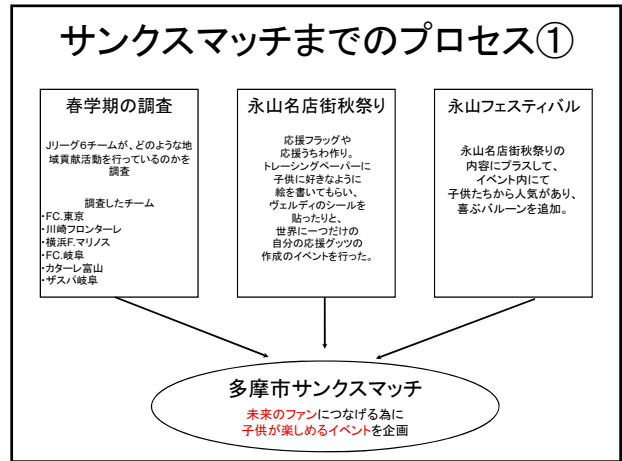 サンクスマッチまでのプロセス①
春学期の調査
Jリーグ6チームが、どのような地
域貢献活動を行っているのかを
調査
調査したチーム
・FC.東京
・川崎フロンターレ
・横浜F.マリノス
・FC.岐阜
・カターレ富山
・ザスパ岐阜
永山名店街秋祭り
応援フラッグや
応援うちわ作り。
トレーシングペーパーに
子供に好きなように
絵を書いてもらい、
ヴェルディのシールを
貼ったりと、
世界に一つだけの
自分の応援グッツの
作成のイベントを行った。
永山フェスティバル
永山名店街秋祭りの
内容にプラスして、
イベント内にて
子供たちから人気があり、
喜ぶバルーンを追加。
多摩市サンクスマッチ
未来のファンにつなげる為に
子供が楽しめるイベントを企画